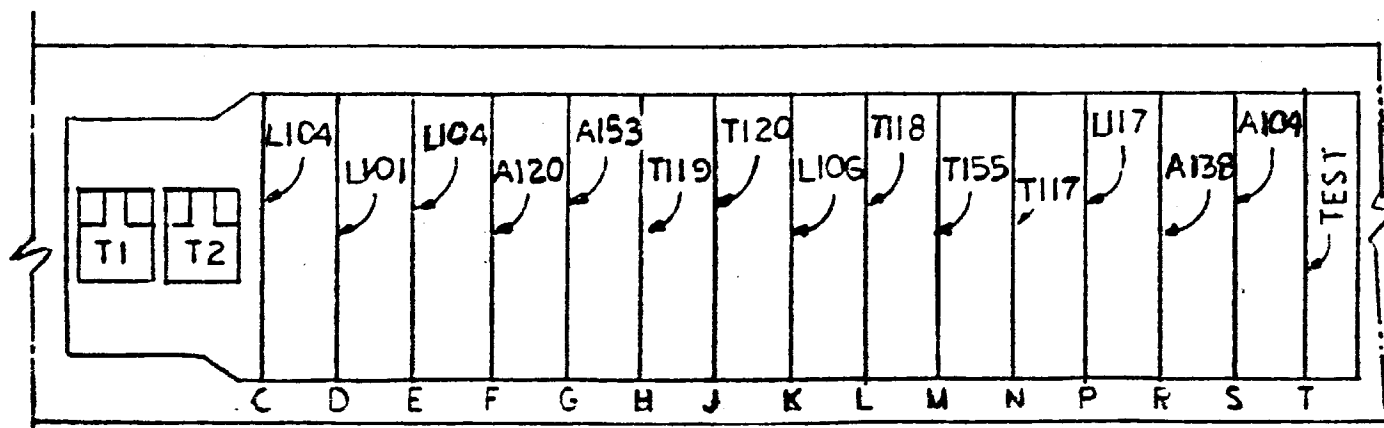 L104 L104 A153 T120 T118 L117 A104
L101 A120 T119 L106 T155 T117 A138 TEST
T1 T2
C D E F G H J K L M N P R S T